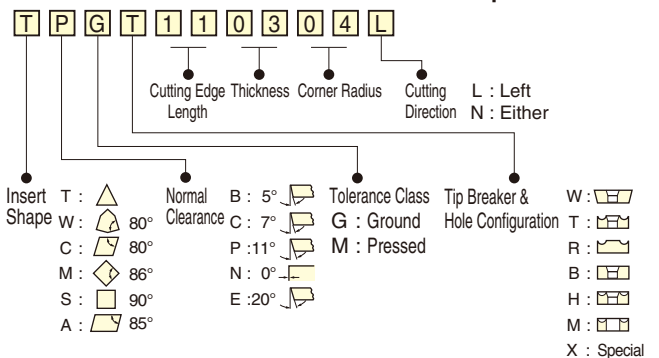 T P G T 1 1 0 3 0 4 L
Cutting Edge Length
Thickness
Corner Radius
Cutting Direction
L : Left
N : Either
Insert Shape
T :
W : 80°
C : 80°
M : 86°
S : 90°
A : 85°
Normal Clearance
B : 5°
C : 7°
P :11°
N : 0°
E :20°
Tolerance Class
G : Ground
M : Pressed
Tip Breaker & Hole Configuration
W :
T :
R :
B :
H :
M :
X : Special